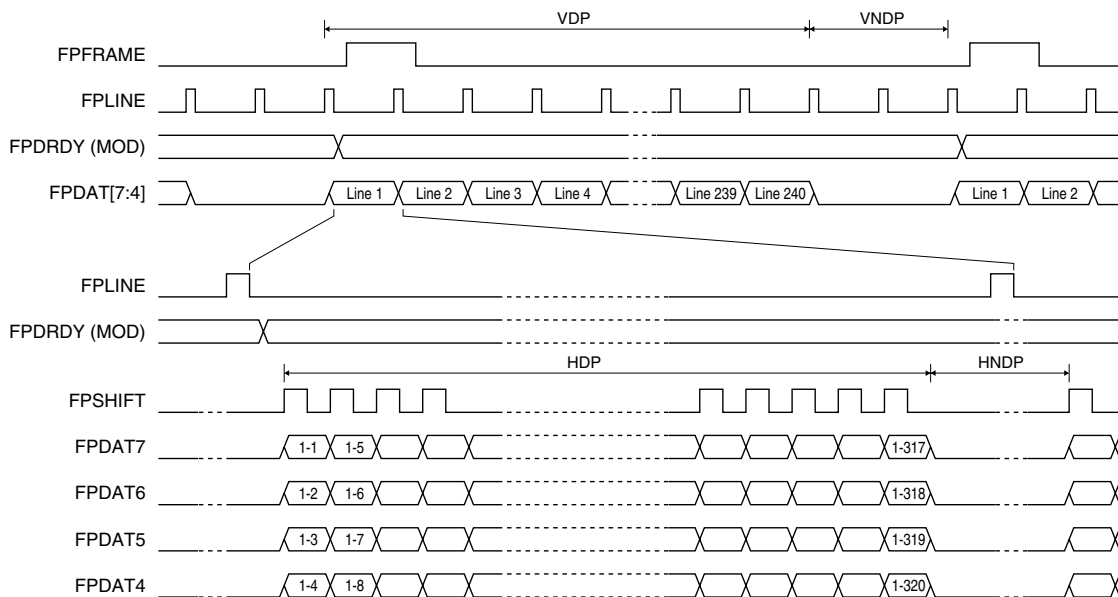 VDP VNDP
FPFRAME
FPLINE
FPDRDY (MOD)
FPDAT[7:4] Line 1 Line 2 Line 3 Line 4 Line 239 Line 240 Line 1 Line 2
FPLINE
FPDRDY (MOD)
HDP HNDP
FPSHIFT
FPDAT7 1-1 1-5 1-317
FPDAT6 1-2 1-6 1-318
FPDAT5 1-3 1-7 1-319
FPDAT4 1-4 1-8 1-320